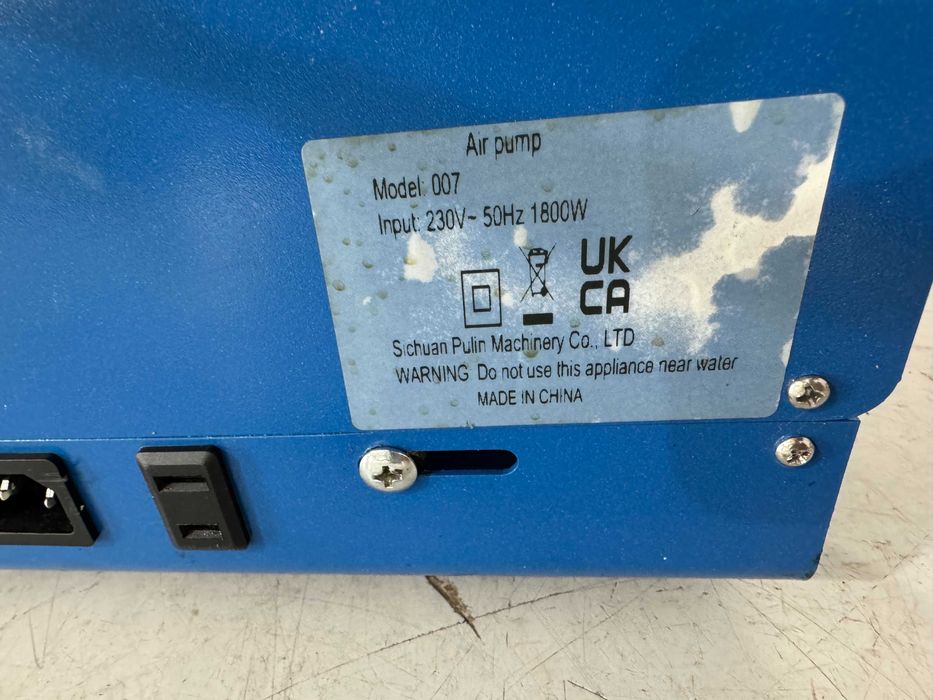 Air pump
Model: 007
Input: 230V~ 50Hz 1800W
UK
CA
Sichuan Pulin Machinery Co., LTD
WARNING Do not use this appliance near water
MADE IN CHINA